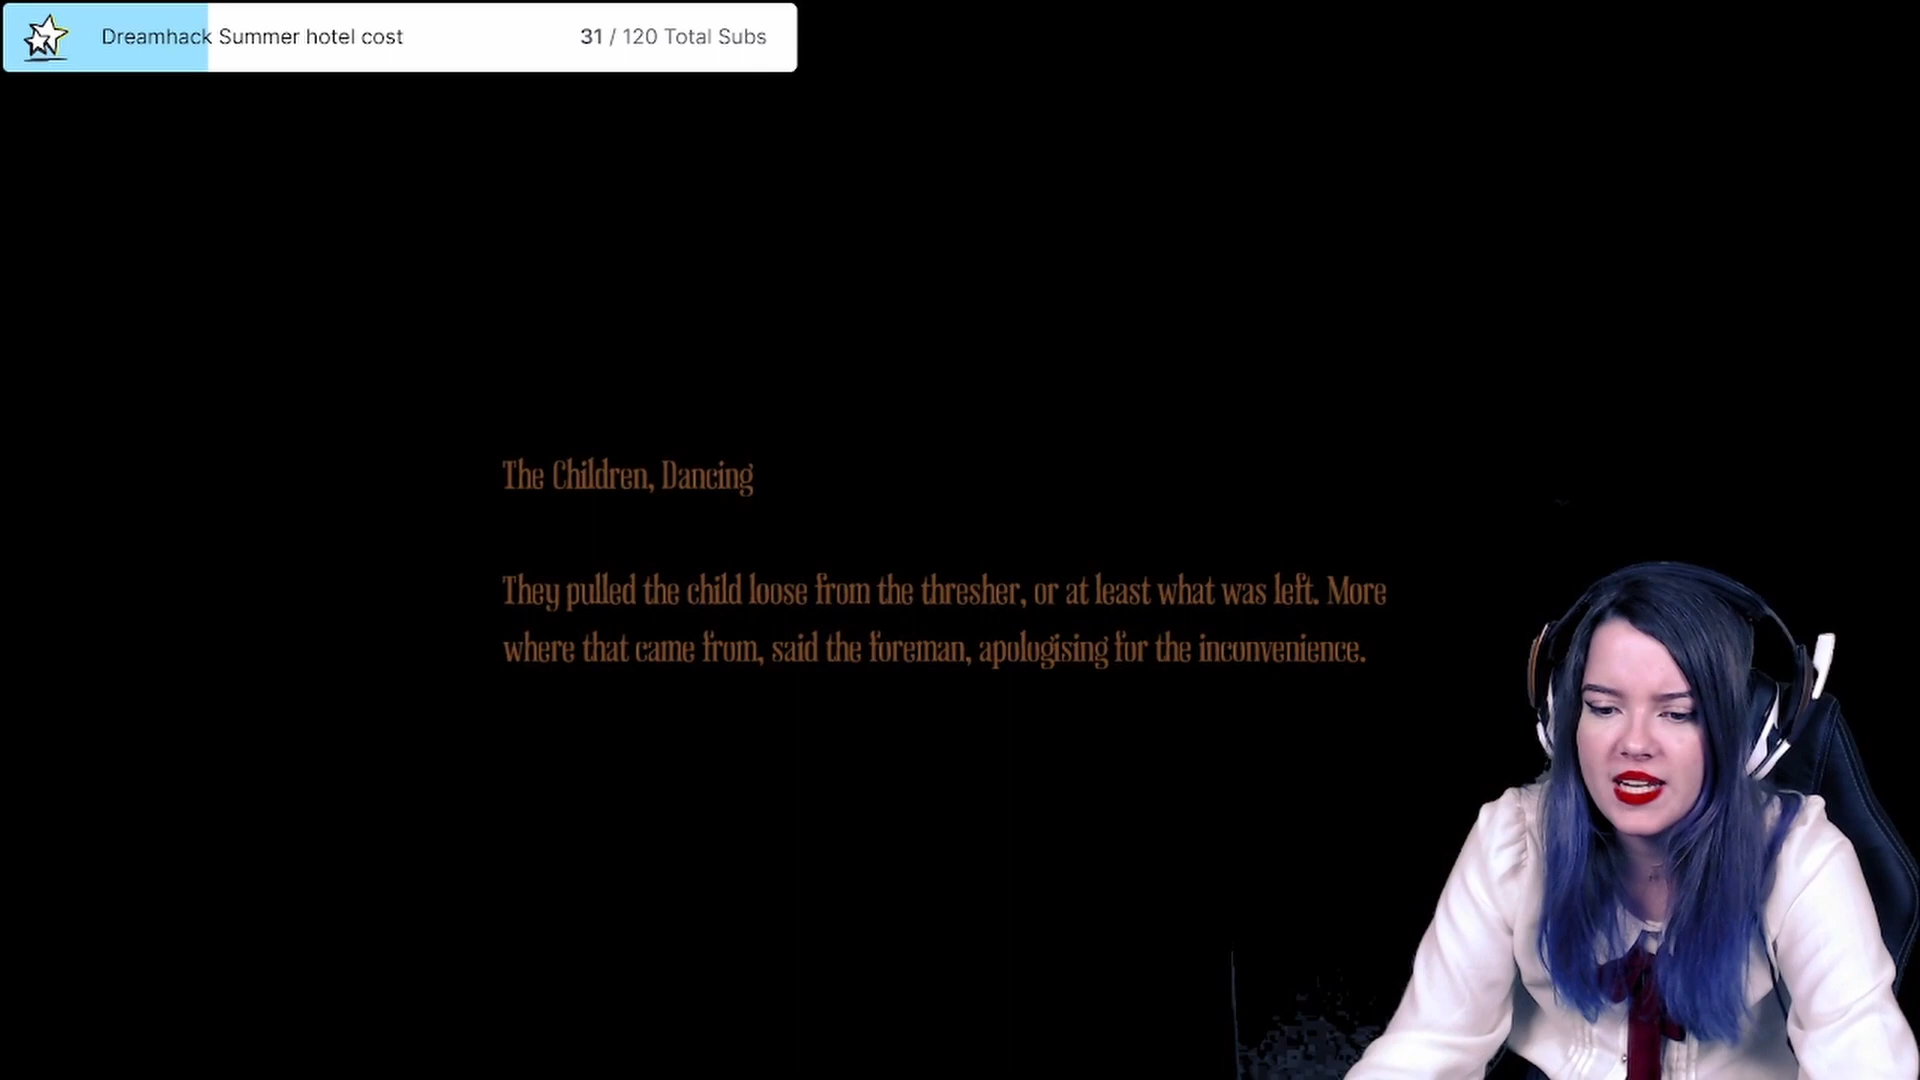 Dreamhack Summer hotel cost 31 / 120 Total Subs
The Children, Dancing
They pulled the child loose from the thresher, or at least what was left. More
where that came from, said the foreman, apologising for the inconvenience.